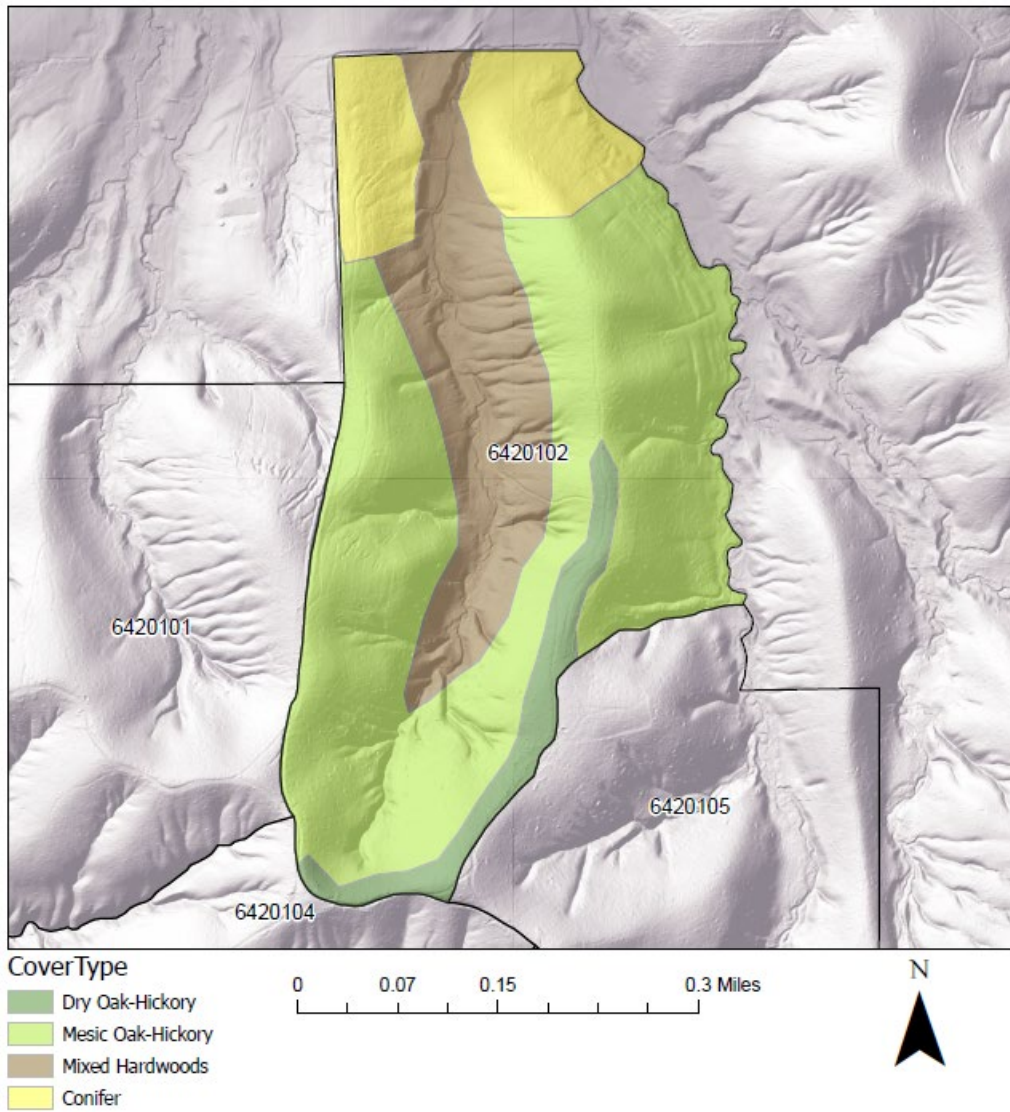 6420102
6420101
6420105
6420104
CoverType
Dry Oak-Hickory
Mesic Oak-Hickory
Mixed Hardwoods
Conifer
0 0.07 0.15 0.3 Miles
N